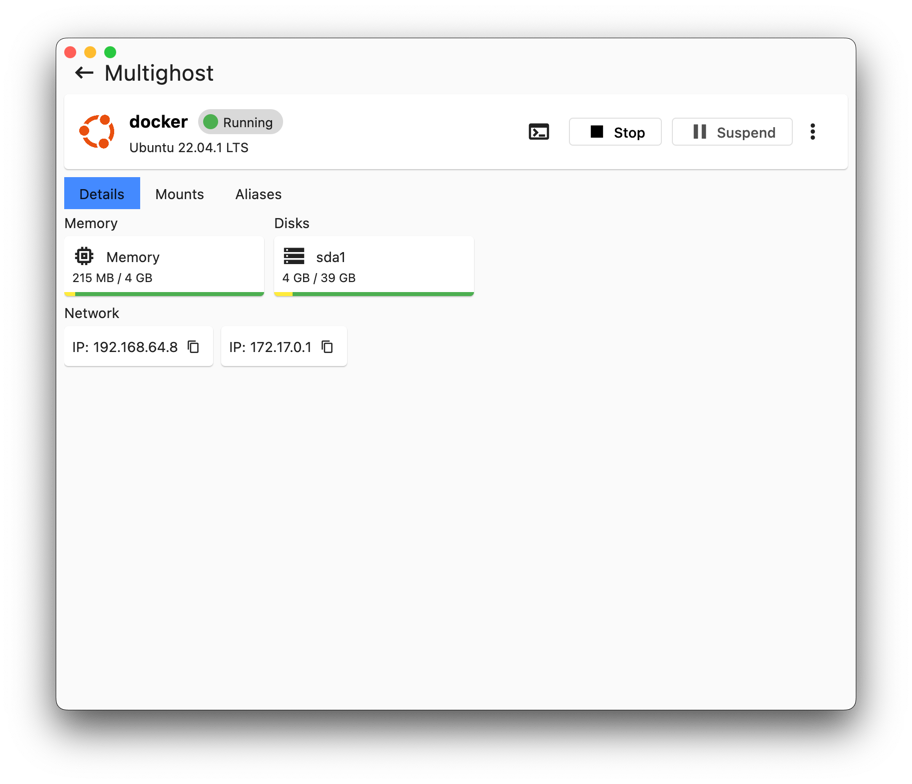 Multighost
docker Running
Ubuntu 22.04.1 LTS
Stop Suspend
Details Mounts Aliases
Memory Disks
Memory sda1
215 MB / 4 GB 4 GB / 39 GB
Network
IP: 192.168.64.8 IP: 172.17.0.1